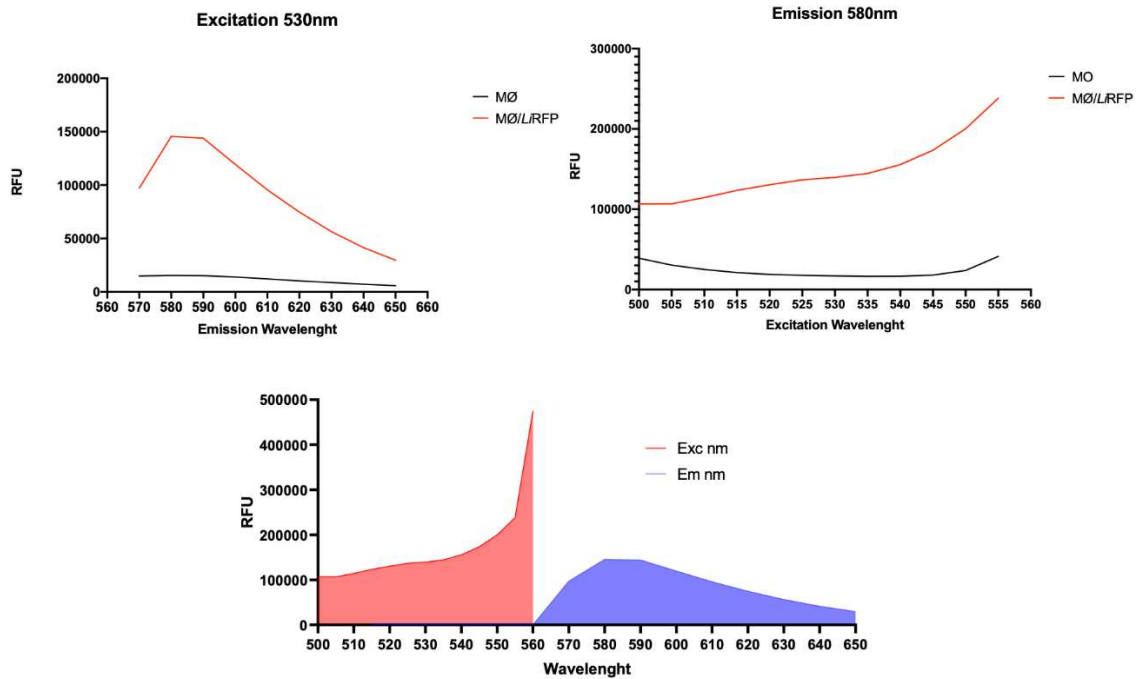 Excitation 530nm
200000
150000
100000
50000
0
RFU
560 570 580 590 600 610 620 630 640 650 660
Emission Wavelenght
MØ
MØ/LiRFP
Emission 580nm
300000
200000
100000
0
RFU
500 505 510 515 520 525 530 535 540 545 550 555 560
Excitation Wavelenght
MO
MØ/LiRFP
500000
400000
300000
200000
100000
0
RFU
500 510 520 530 540 550 560 570 580 590 600 610 620 630 640 650
Wavelenght
Exc nm
Em nm